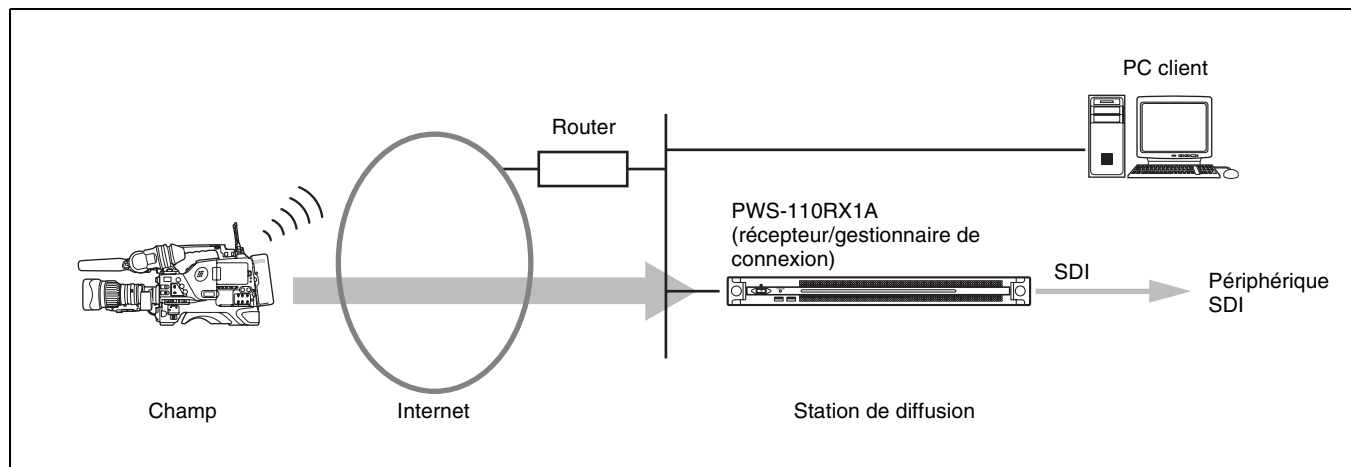 PC client
Router
PWS-110RX1A
(récepteur/gestionnaire de
connexion)
SDI
Périphérique
SDI
Champ
Internet
Station de diffusion